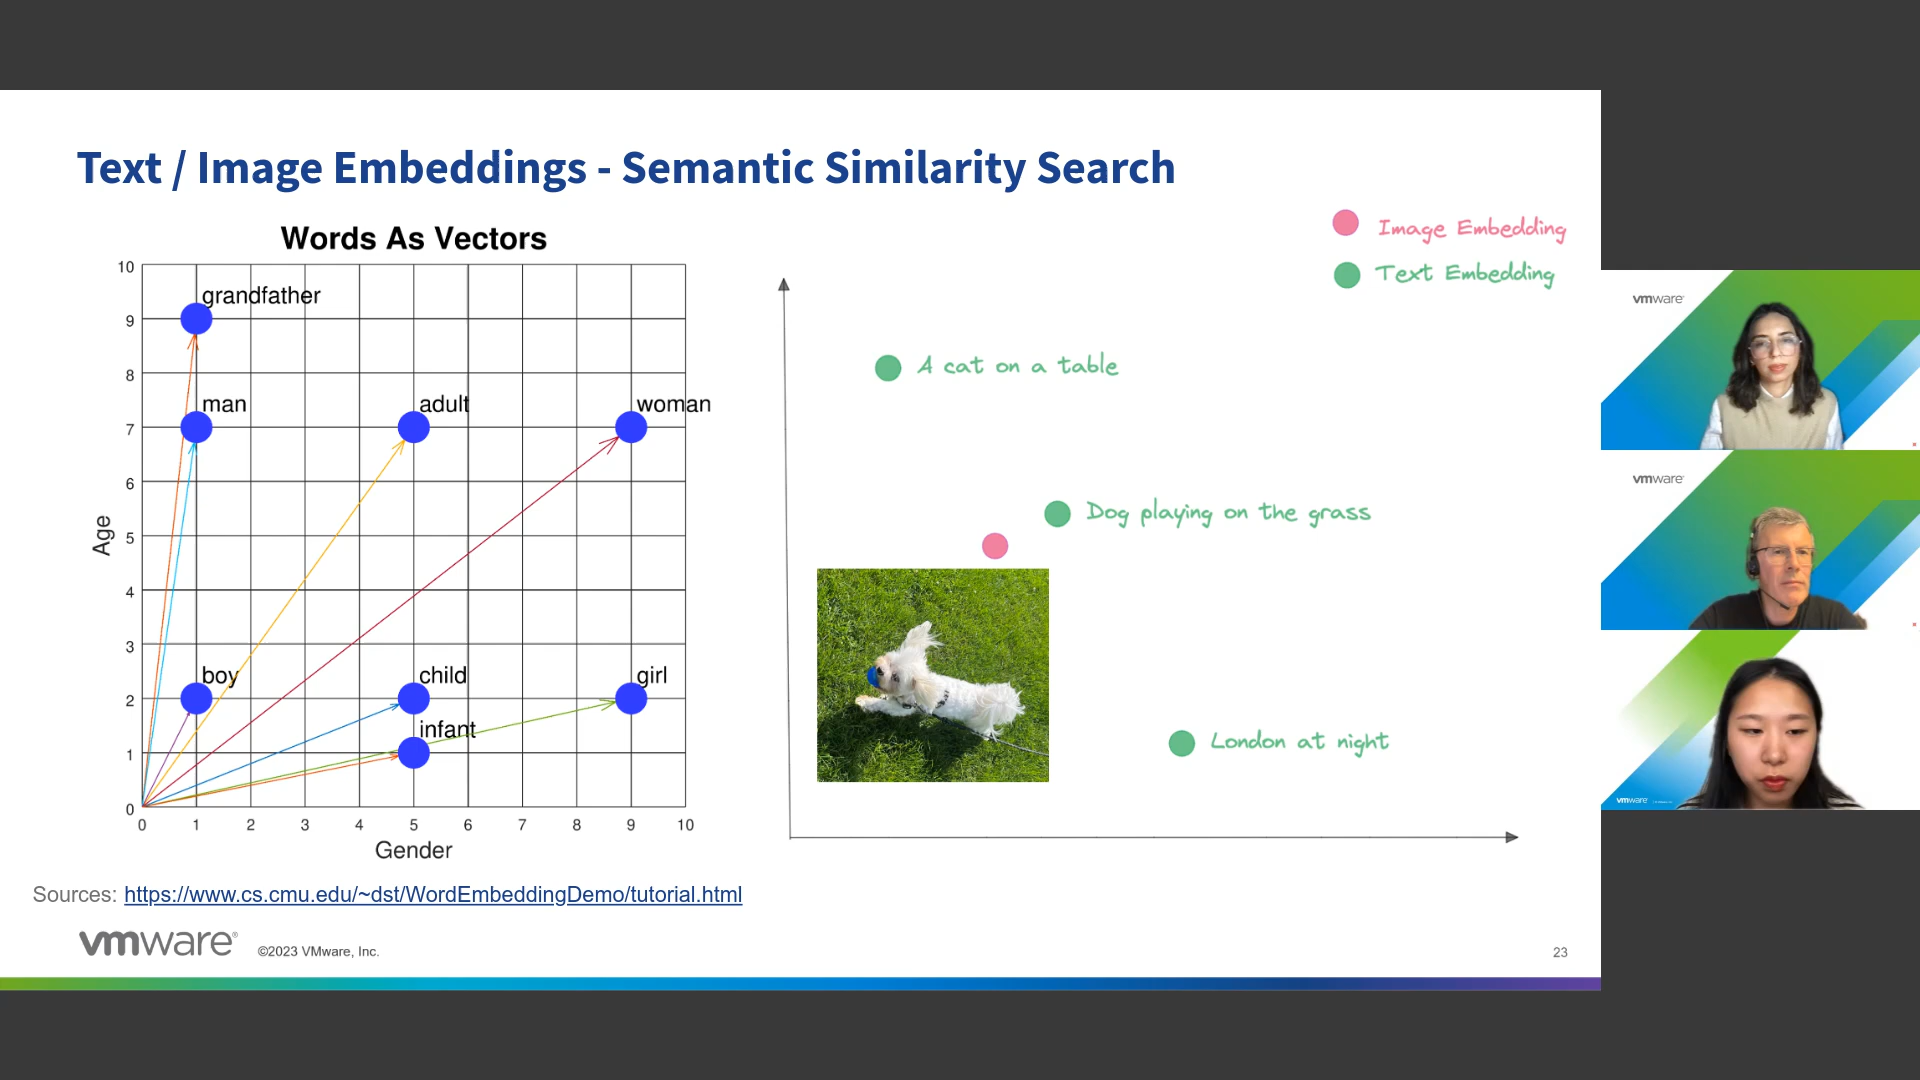 Text / Image Embeddings - Semantic Similarity Search
Words As Vectors
10
9
8
7
6
5
4
3
2
1
0
Age
grandfather
man
adult
woman
boy
child
girl
infant
0 1 2 3 4 5 6 7 8 9 10
Gender
Image Embedding
Text Embedding
A cat on a table
Dog playing on the grass
London at night
Sources: https://www.cs.cmu.edu/~dst/WordEmbeddingDemo/tutorial.html
vmware®
©2023 VMware, Inc.
23
vmware
vmware
vmware